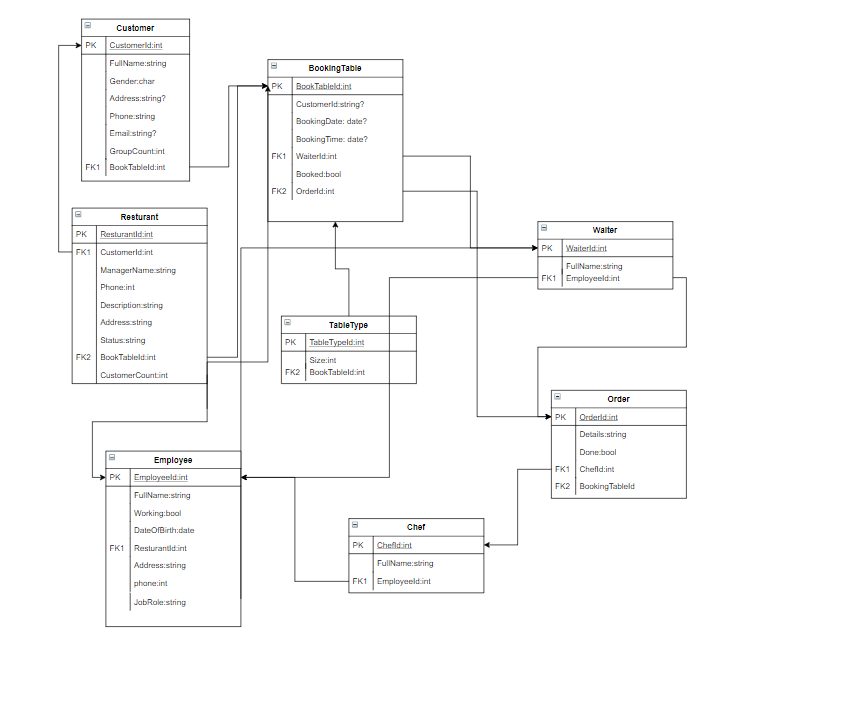 Customer
PK CustomerId:int
FullName:string
Gender:char
Address:string?
Phone:string
Email:string?
GroupCount:int
FK1 BookTableId:int
BookingTable
PK BookTableId:int
CustomerId:string?
BookingDate: date?
BookingTime: date?
FK1 WaiterId:int
Booked:bool
FK2 OrderId:int
Resturant
PK ResturantId:int
FK1 CustomerId:int
ManagerName:string
Phone:int
Description:string
Address:string
Status:string
FK2 BookTableId:int
CustomerCount:int
Waiter
PK WaiterId:int
FullName:string
FK1 EmployeeId:int
TableType
PK TableTypeId:int
Size:int
FK2 BookTableId:int
Order
PK OrderId:int
Details:string
Done:bool
FK1 ChefId:int
FK2 BookingTableId
Employee
PK EmployeeId:int
FullName:string
Working:bool
DateOfBirth:date
FK1 ResturantId:int
Address:string
phone:int
JobRole:string
Chef
PK ChefId:int
FullName:string
FK1 EmployeeId:int